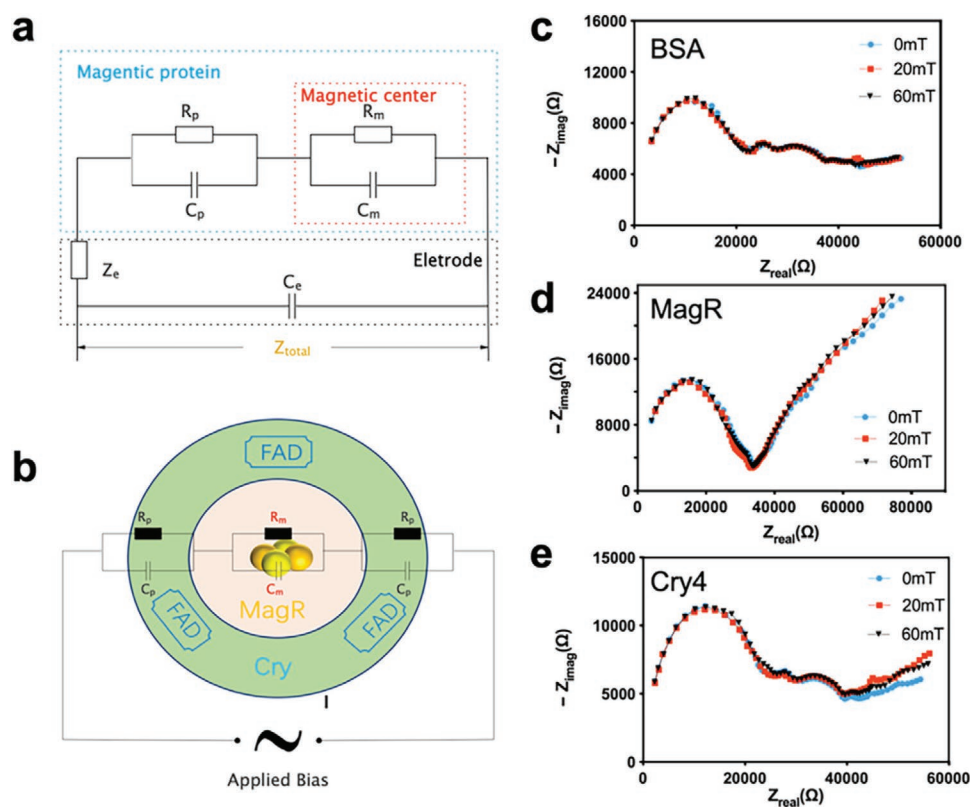 a
Magentic protein
Magnetic center
Rp
Rm
Cp
Cm
Ze
Eletrode
Ce
Ztotal
b
FAD
Rp
Rm
Rp
Cp
Cm
Cp
MagR
FAD
FAD
Cry
I
Applied Bias
c
BSA
0mT
20mT
60mT
16000
12000
8000
4000
0
− Zimag(Ω)
0
20000
40000
60000
Zreal(Ω)
d
MagR
0mT
20mT
60mT
24000
16000
8000
0
− Zimag(Ω)
0
20000
40000
60000
80000
Zreal(Ω)
e
Cry4
0mT
20mT
60mT
15000
10000
5000
0
− Zimag(Ω)
0
20000
40000
60000
Zreal(Ω)